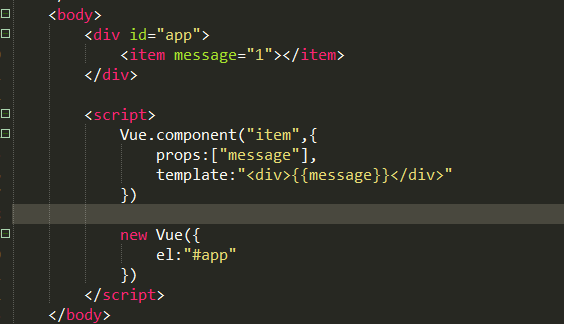 <body>
<div id="app">
<item message="1"></item>
</div>
<script>
Vue.component("item",{
props:["message"],
template:"<div>{{message}}</div>"
})
new Vue({
el:"#app"
})
</script>
</body>